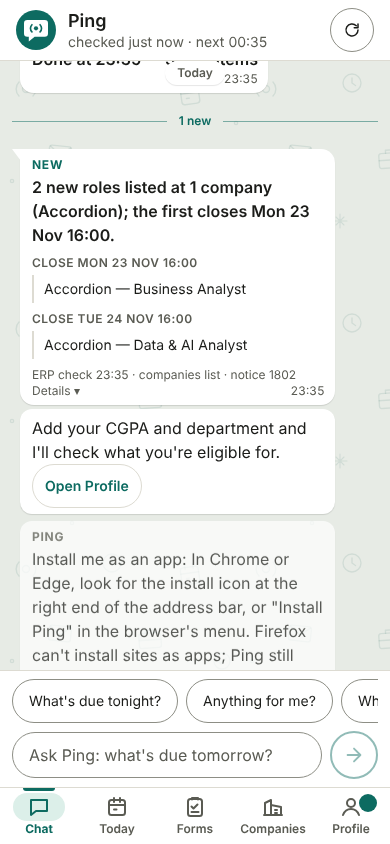 Ping
checked just now · next 00:35
Done at 23:35
Today
23:35
1 new
NEW
2 new roles listed at 1 company
(Accordion); the first closes Mon 23
Nov 16:00.
CLOSE MON 23 NOV 16:00
Accordion — Business Analyst
CLOSE TUE 24 NOV 16:00
Accordion — Data & AI Analyst
ERP check 23:35 · companies list · notice 1802
Details ▾
23:35
Add your CGPA and department and
I'll check what you're eligible for.
Open Profile
PING
Install me as an app: In Chrome or
Edge, look for the install icon at the
right end of the address bar, or "Install
Ping" in the browser's menu. Firefox
can't install sites as apps; Ping still
What's due tonight?
Anything for me?
Wh
Ask Ping: what's due tomorrow?
Chat
Today
Forms
Companies
Profile